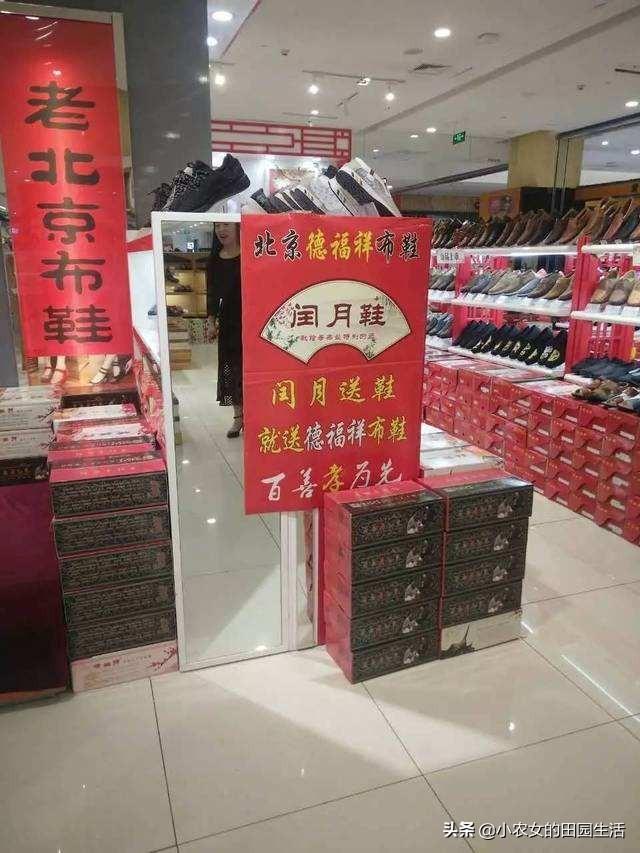 老北京布鞋
北京德福祥布鞋
闰月鞋
闰月送鞋
就送德福祥布鞋
百善孝为先
头条 @小农女的田园生活